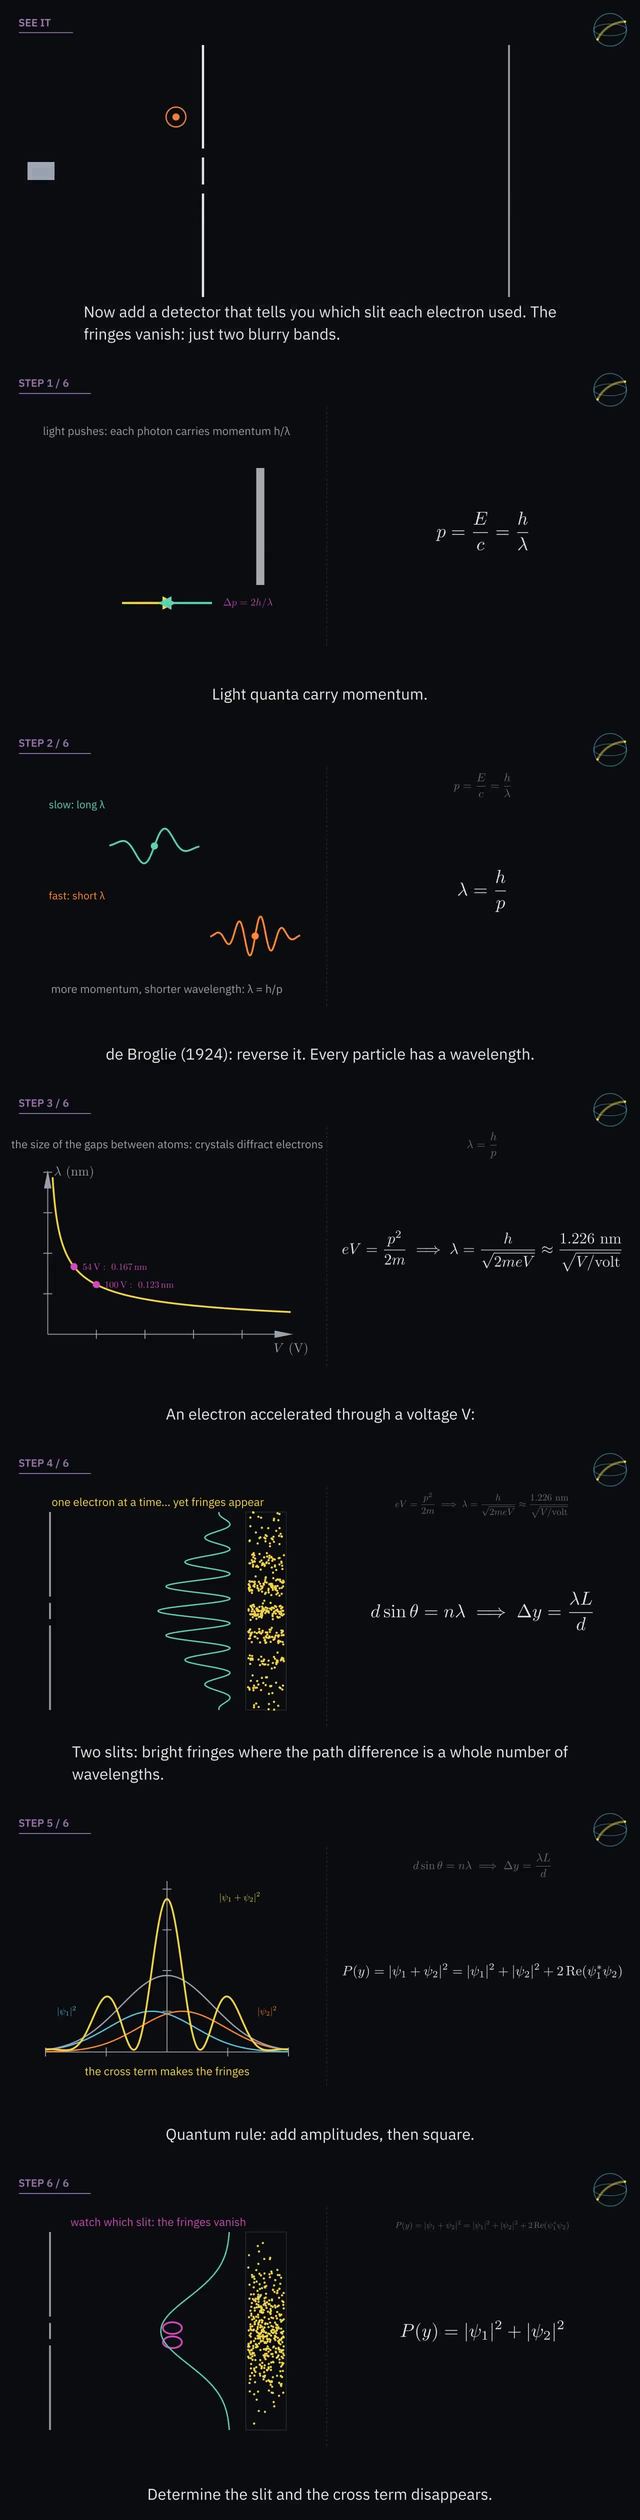 SEE IT
Now add a detector that tells you which slit each electron used. The
fringes vanish: just two blurry bands.
STEP 1 / 6
light pushes: each photon carries momentum h/λ
p = E/c = h/λ
Δp = 2h/λ
Light quanta carry momentum.
STEP 2 / 6
p = E/c = h/λ
slow: long λ
λ = h/p
fast: short λ
more momentum, shorter wavelength: λ = h/p
de Broglie (1924): reverse it. Every particle has a wavelength.
STEP 3 / 6
the size of the gaps between atoms: crystals diffract electrons
λ = h/p
λ (nm)
eV = p²/2m ⟹ λ = h/√(2meV) ≈ 1.226 nm/√(V/volt)
54 V : 0.167 nm
100 V : 0.123 nm
V (V)
An electron accelerated through a voltage V:
STEP 4 / 6
one electron at a time... yet fringes appear
eV = p²/2m ⟹ λ = h/√(2meV) ≈ 1.226 nm/√(V/volt)
d sin θ = nλ ⟹ Δy = λL/d
Two slits: bright fringes where the path difference is a whole number of
wavelengths.
STEP 5 / 6
d sin θ = nλ ⟹ Δy = λL/d
|ψ₁ + ψ₂|²
P(y) = |ψ₁ + ψ₂|² = |ψ₁|² + |ψ₂|² + 2 Re(ψ₁*ψ₂)
|ψ₁|²
|ψ₂|²
the cross term makes the fringes
Quantum rule: add amplitudes, then square.
STEP 6 / 6
watch which slit: the fringes vanish
P(y) = |ψ₁ + ψ₂|² = |ψ₁|² + |ψ₂|² + 2 Re(ψ₁*ψ₂)
P(y) = |ψ₁|² + |ψ₂|²
Determine the slit and the cross term disappears.